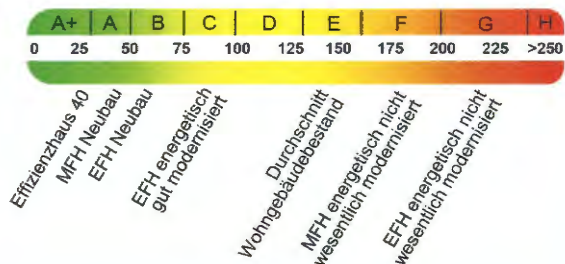 A+ A B C D E F G H
0 25 50 75 100 125 150 175 200 225 >250
Effizienzhaus 40
MFH Neubau
EFH Neubau
EFH energetisch
gut modernisiert
Durchschnitt
Wohngebäudebestand
MFH energetisch nicht
wesentlich modernisiert
EFH energetisch nicht
wesentlich modernisiert